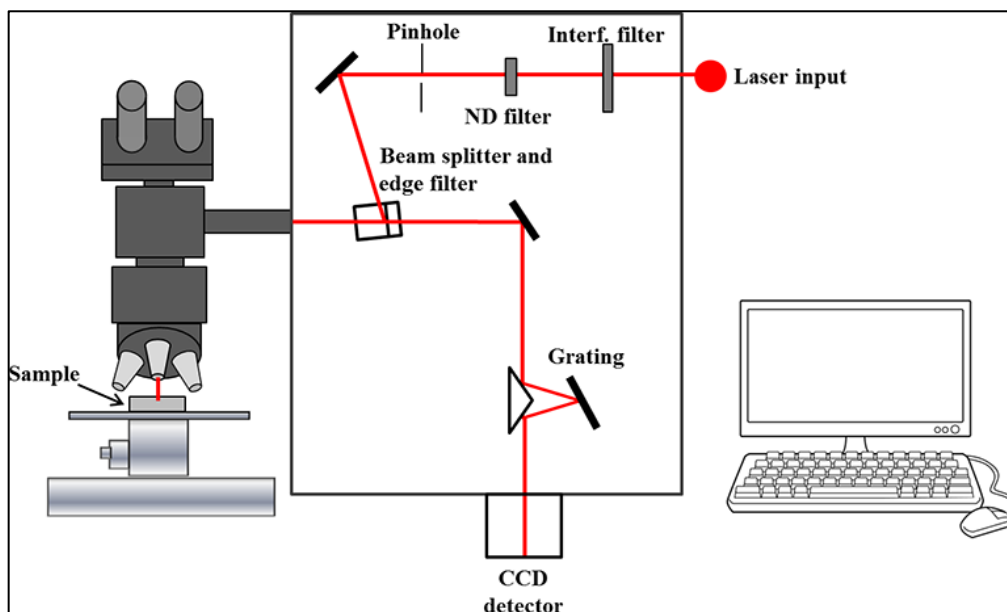 Pinhole
Interf. filter
Laser input
ND filter
Beam splitter and
edge filter
Grating
Sample
CCD
detector